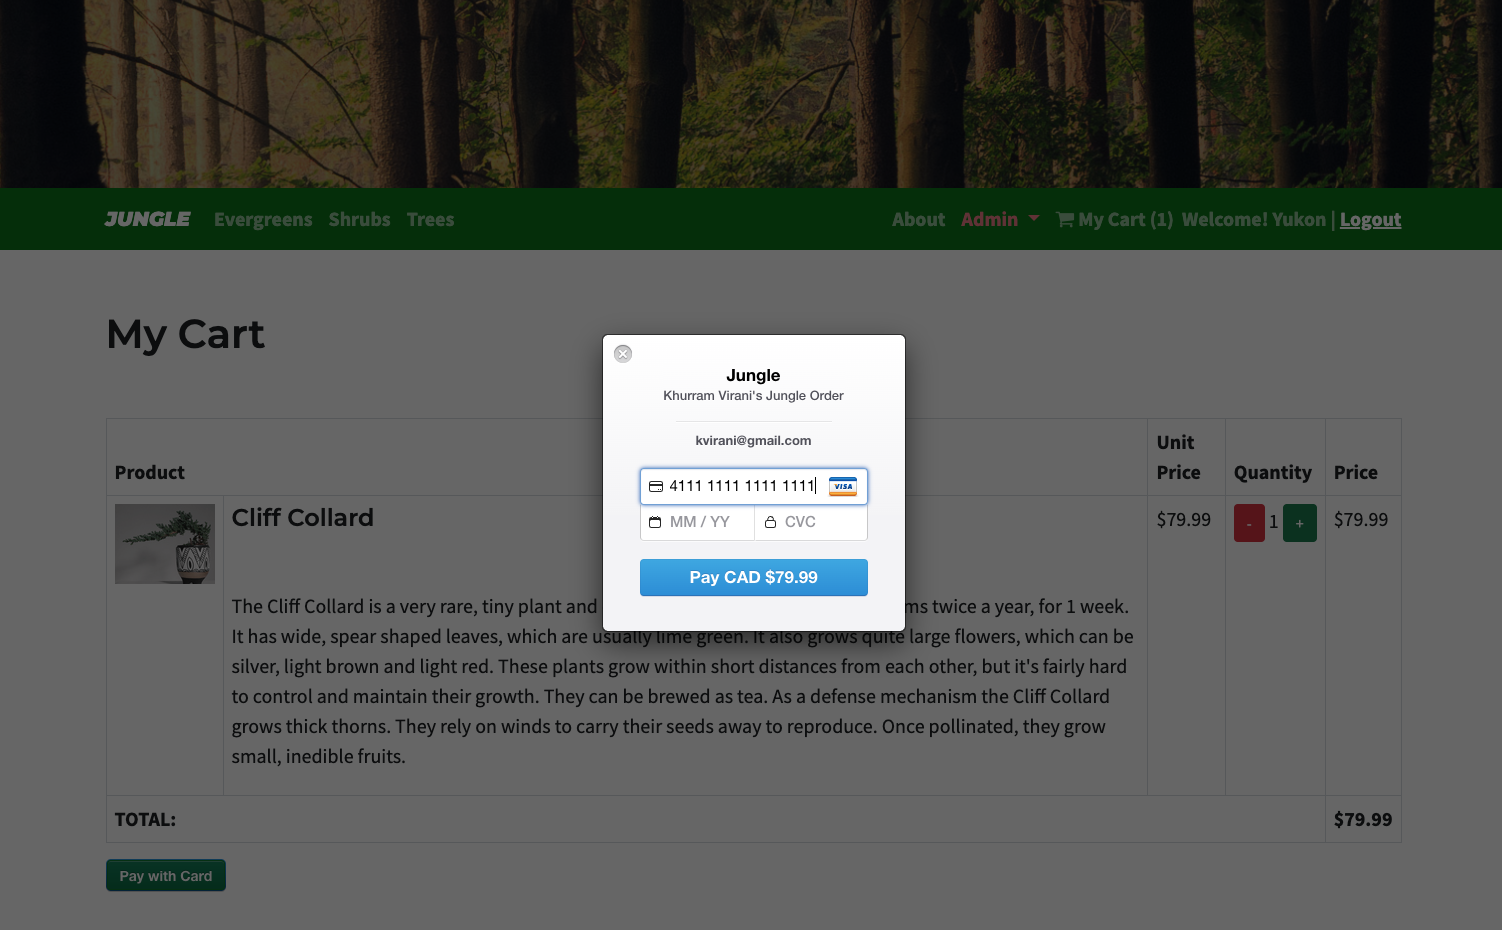 JUNGLE Evergreens Shrubs Trees About Admin My Cart (1) Welcome! Yukon | Logout
My Cart
Jungle
Khurram Virani's Jungle Order
kvirani@gmail.com
4111 1111 1111 1111 VISA
MM / YY CVC
Pay CAD $79.99
Product Unit Price Quantity Price
Cliff Collard $79.99 - 1 + $79.99
The Cliff Collard is a very rare, tiny plant and ms twice a year, for 1 week.
It has wide, spear shaped leaves, which are usually lime green. It also grows quite large flowers, which can be
silver, light brown and light red. These plants grow within short distances from each other, but it's fairly hard
to control and maintain their growth. They can be brewed as tea. As a defense mechanism the Cliff Collard
grows thick thorns. They rely on winds to carry their seeds away to reproduce. Once pollinated, they grow
small, inedible fruits.
TOTAL: $79.99
Pay with Card